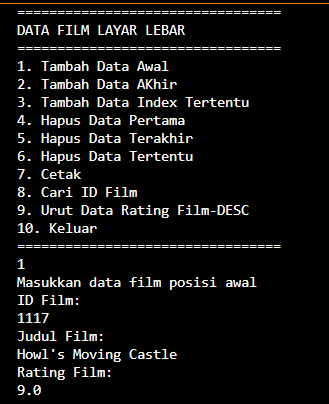 ================================
DATA FILM LAYAR LEBAR
================================
1. Tambah Data Awal
2. Tambah Data AKhir
3. Tambah Data Index Tertentu
4. Hapus Data Pertama
5. Hapus Data Terakhir
6. Hapus Data Tertentu
7. Cetak
8. Cari ID Film
9. Urut Data Rating Film-DESC
10. Keluar
================================
1
Masukkan data film posisi awal
ID Film:
1117
Judul Film:
Howl's Moving Castle
Rating Film:
9.0